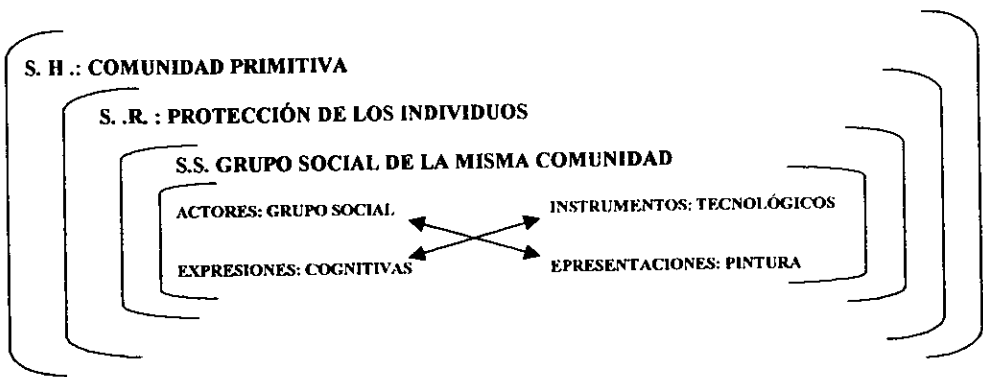 S. H .: COMUNIDAD PRIMITIVA
S. .R. : PROTECCIÓN DE LOS INDIVIDUOS
S.S. GRUPO SOCIAL DE LA MISMA COMUNIDAD
ACTORES: GRUPO SOCIAL
INSTRUMENTOS: TECNOLÓGICOS
EXPRESIONES: COGNITIVAS
EPRESENTACIONES: PINTURA